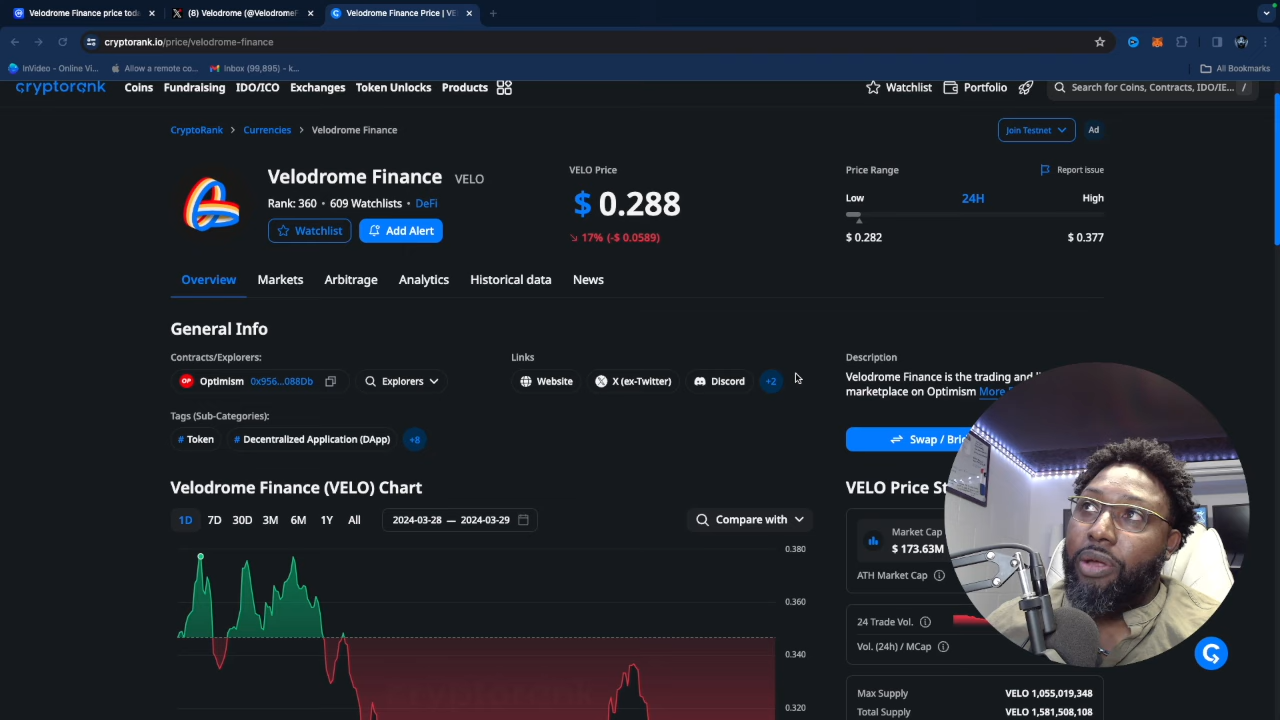 Velodrome Finance price toda
(8) Velodrome (@VelodromeF
Velodrome Finance Price | VE
cryptorank.io/price/velodrome-finance
InVideo - Online Vi...
Allow a remote co...
Inbox (99,895) - k...
All Bookmarks
cryptorank
Coins
Fundraising
IDO/ICO
Exchanges
Token Unlocks
Products
Watchlist
Portfolio
Search for Coins, Contracts, IDO/IE...
/
CryptoRank > Currencies > Velodrome Finance
Join Testnet
Ad
Velodrome Finance VELO
Rank: 360 • 609 Watchlists • DeFi
Watchlist
Add Alert
VELO Price
$ 0.288
17% (-$ 0.0589)
Price Range
Report issue
Low
24H
High
$ 0.282
$ 0.377
Overview
Markets
Arbitrage
Analytics
Historical data
News
General Info
Contracts/Explorers:
OP Optimism 0x956...088Db
Explorers
Links
Website
X (ex-Twitter)
Discord
+2
Description
Velodrome Finance is the trading and
marketplace on Optimism More
Tags (Sub-Categories):
# Token
# Decentralized Application (DApp)
+8
Swap / Bri
Velodrome Finance (VELO) Chart
1D
7D
30D
3M
6M
1Y
All
2024-03-28 — 2024-03-29
Compare with
0.380
0.360
0.340
0.320
cryptorank
VELO Price St
Market Cap
$ 173.63M
ATH Market Cap
24 Trade Vol.
Vol. (24h) / MCap
Max Supply
VELO 1,055,019,348
Total Supply
VELO 1,581,508,108